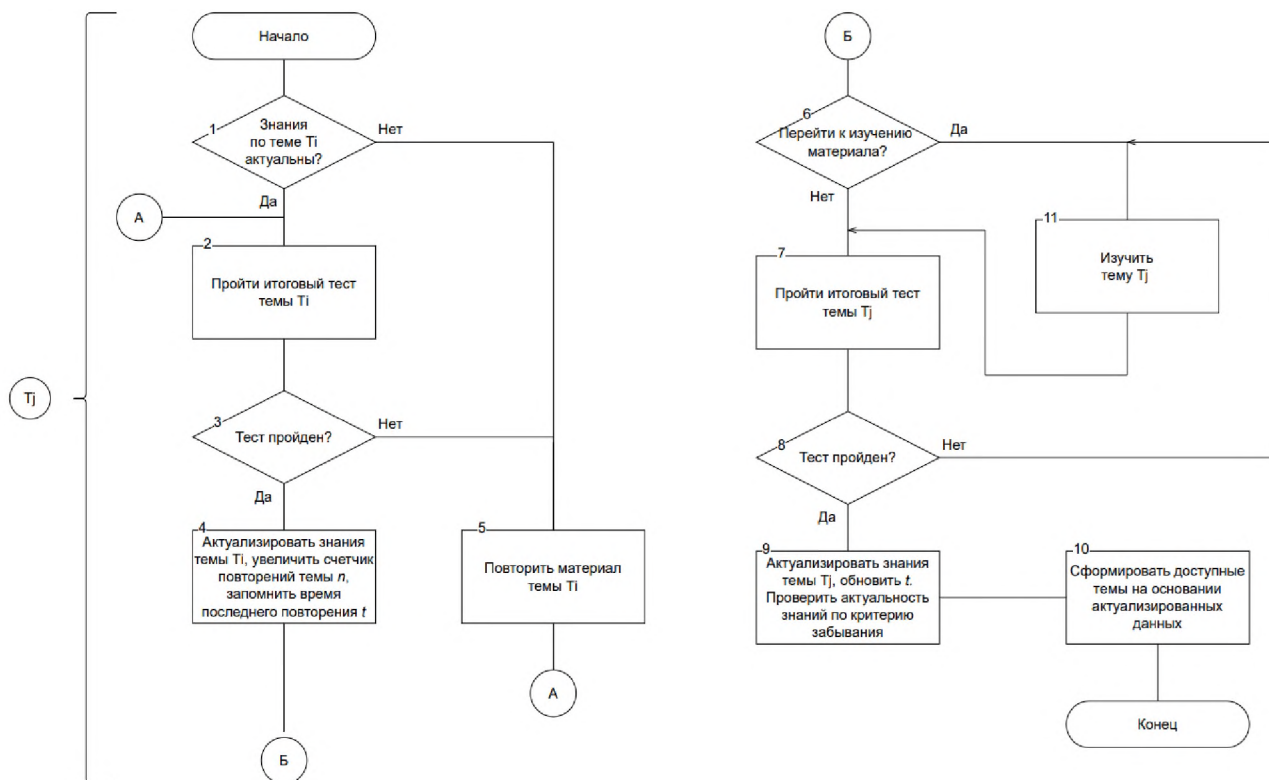 Начало
1
Знания
по теме Ti
актуальны?
Нет
Да
А
2
Пройти итоговый тест
темы Ti
3
Тест пройден?
Нет
Да
4
Актуализировать знания
темы Ti, увеличить счетчик
повторений темы n,
запомнить время
последнего повторения t
5
Повторить материал
темы Ti
А
Б
Tj
Б
6
Перейти к изучению
материала?
Да
Нет
11
Изучить
тему Tj
7
Пройти итоговый тест
темы Tj
8
Тест пройден?
Нет
Да
9
Актуализировать знания
темы Tj, обновить t.
Проверить актуальность
знаний по критерию
забывания
10
Сформировать доступные
темы на основании
актуализированных
данных
Конец